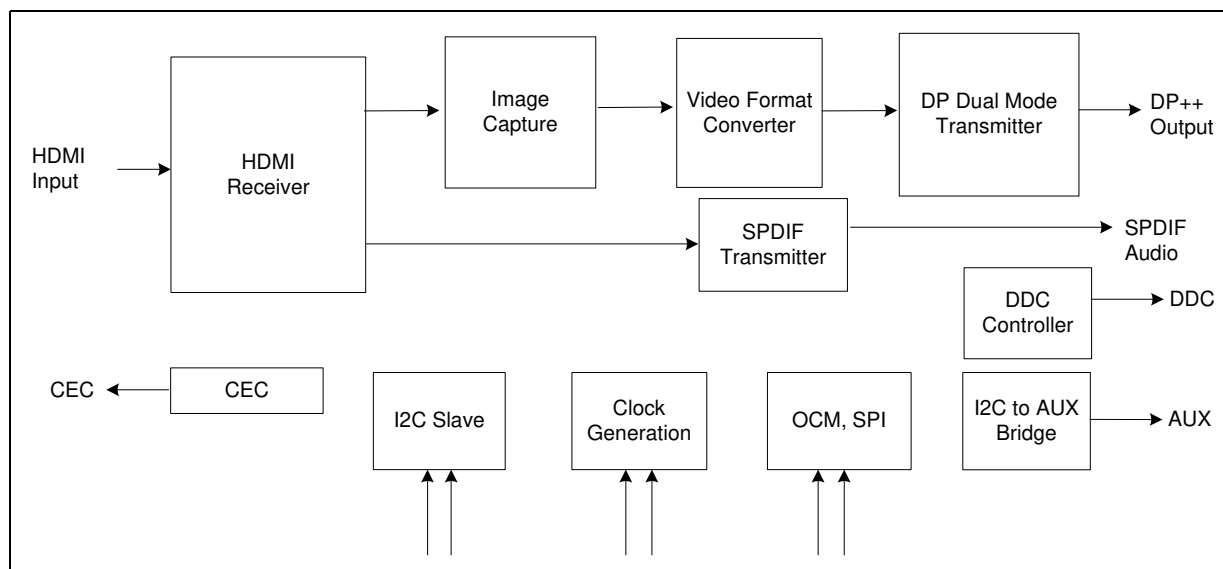 HDMI
Input
HDMI
Receiver
Image
Capture
Video Format
Converter
DP Dual Mode
Transmitter
DP++
Output
SPDIF
Transmitter
SPDIF
Audio
DDC
Controller
DDC
CEC
CEC
I2C Slave
Clock
Generation
OCM, SPI
I2C to AUX
Bridge
AUX